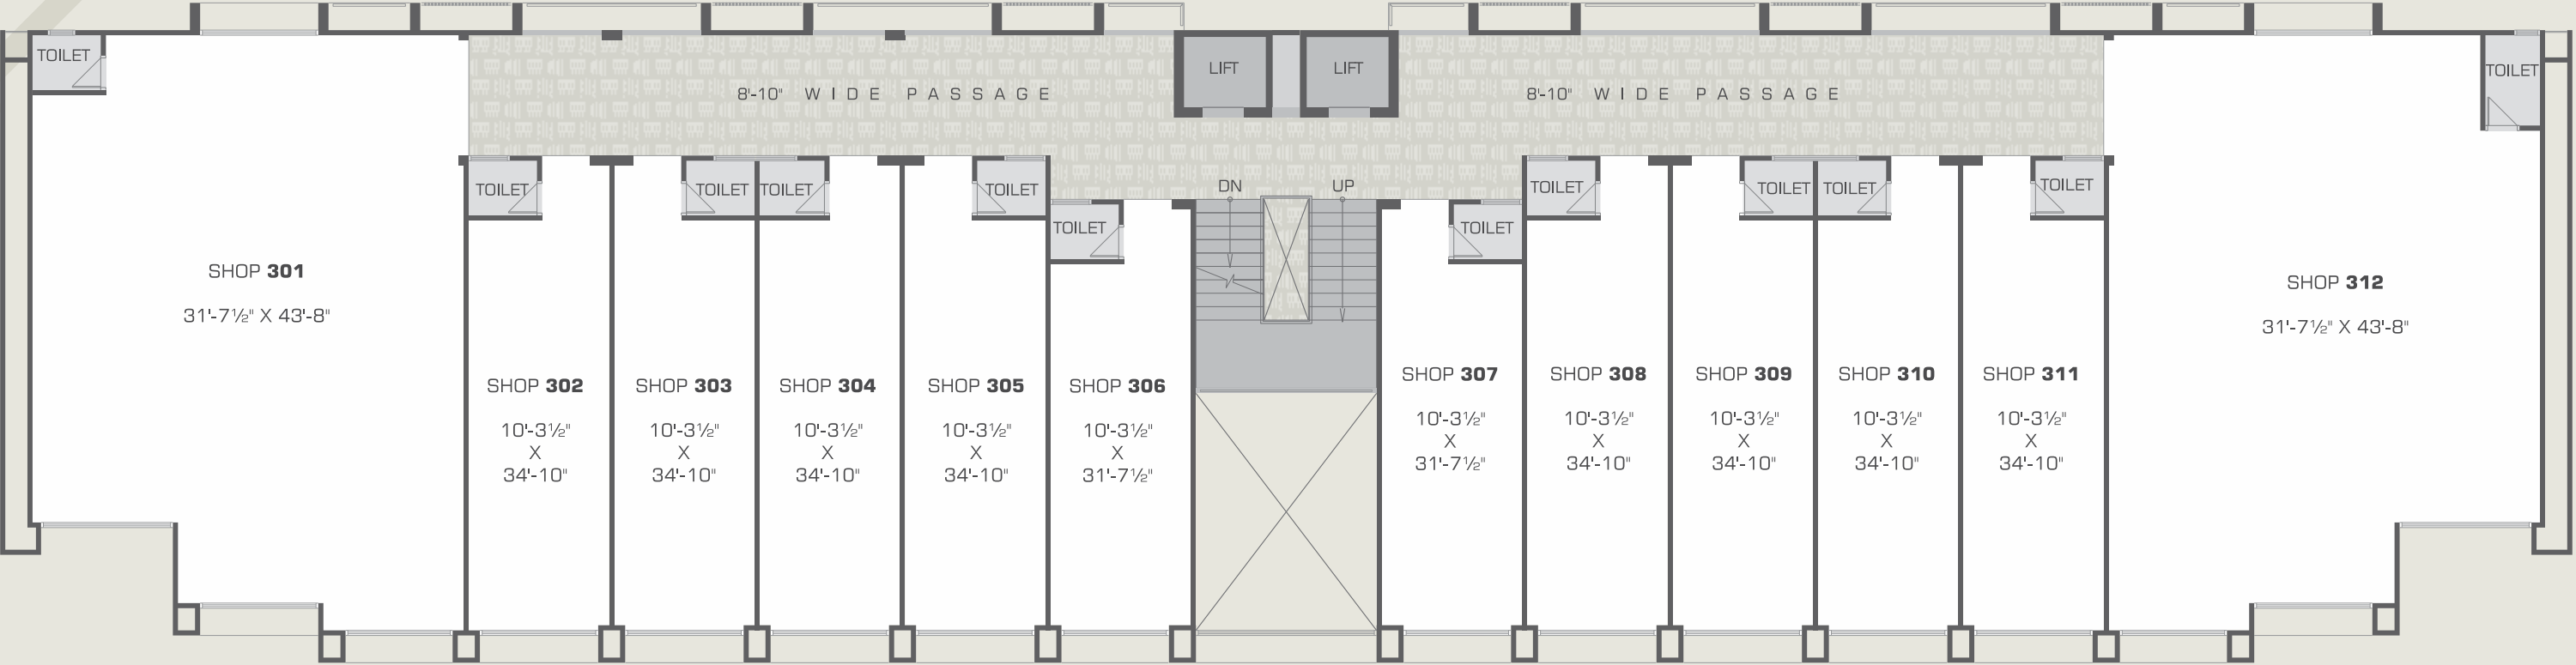 TOILET
LIFT
LIFT
TOILET
8'-10" WIDE PASSAGE
8'-10" WIDE PASSAGE
TOILET
TOILET
TOILET
TOILET
TOILET
DN
UP
TOILET
TOILET
TOILET
TOILET
TOILET
SHOP 301
31'-7½" X 43'-8"
SHOP 302
10'-3½"
X
34'-10"
SHOP 303
10'-3½"
X
34'-10"
SHOP 304
10'-3½"
X
34'-10"
SHOP 305
10'-3½"
X
34'-10"
SHOP 306
10'-3½"
X
31'-7½"
SHOP 307
10'-3½"
X
31'-7½"
SHOP 308
10'-3½"
X
34'-10"
SHOP 309
10'-3½"
X
34'-10"
SHOP 310
10'-3½"
X
34'-10"
SHOP 311
10'-3½"
X
34'-10"
SHOP 312
31'-7½" X 43'-8"